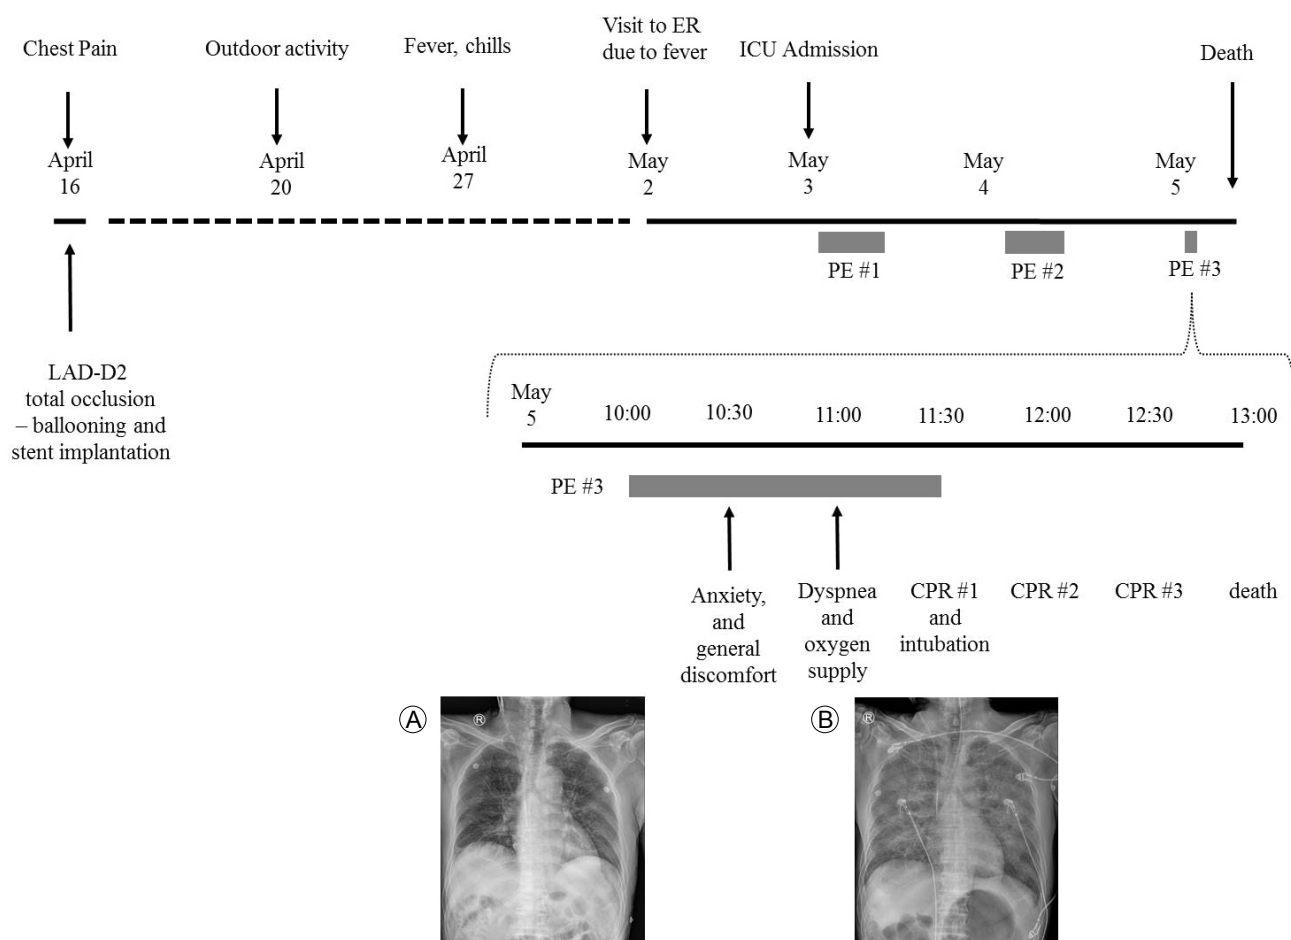 Chest Pain
Outdoor activity
Fever, chills
Visit to ER
due to fever
ICU Admission
Death
April
16
April
20
April
27
May
2
May
3
May
4
May
5
PE #1
PE #2
PE #3
LAD-D2
total occlusion
– ballooning and
stent implantation
May
5
10:00
10:30
11:00
11:30
12:00
12:30
13:00
PE #3
Anxiety,
and
general
discomfort
Dyspnea
and
oxygen
supply
CPR #1
and
intubation
CPR #2
CPR #3
death
Ⓐ
®
Ⓑ
®